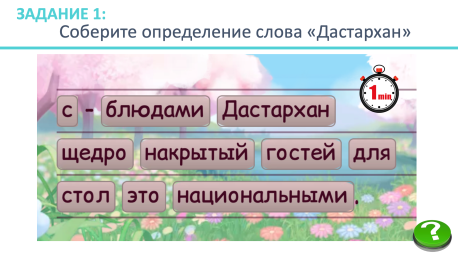 ЗАДАНИЕ 1:
Соберите определение слова «Дастархан»
1 min
с - блюдами Дастархан
щедро накрытый гостей для
стол это национальными .
?